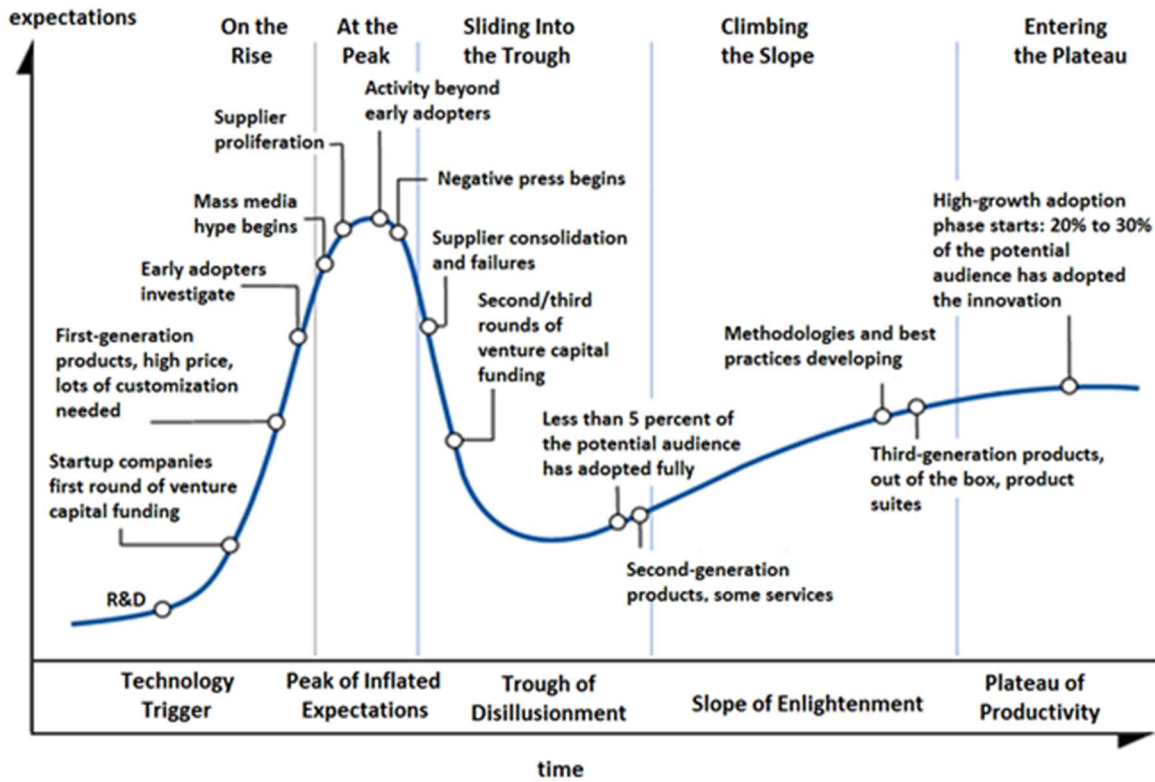 expectations
On the
Rise
At the
Peak
Sliding Into
the Trough
Climbing
the Slope
Entering
the Plateau
Activity beyond
early adopters
Supplier
proliferation
Negative press begins
Mass media
hype begins
High-growth adoption
phase starts: 20% to 30%
of the potential
audience has adopted
the innovation
Supplier consolidation
and failures
Early adopters
investigate
Second/third
rounds of
venture capital
funding
First-generation
products, high price,
lots of customization
needed
Methodologies and best
practices developing
Less than 5 percent of
the potential audience
has adopted fully
Startup companies
first round of venture
capital funding
Third-generation products,
out of the box, product
suites
Second-generation
products, some services
R&D
Technology
Trigger
Peak of Inflated
Expectations
Trough of
Disillusionment
Slope of Enlightenment
Plateau of
Productivity
time